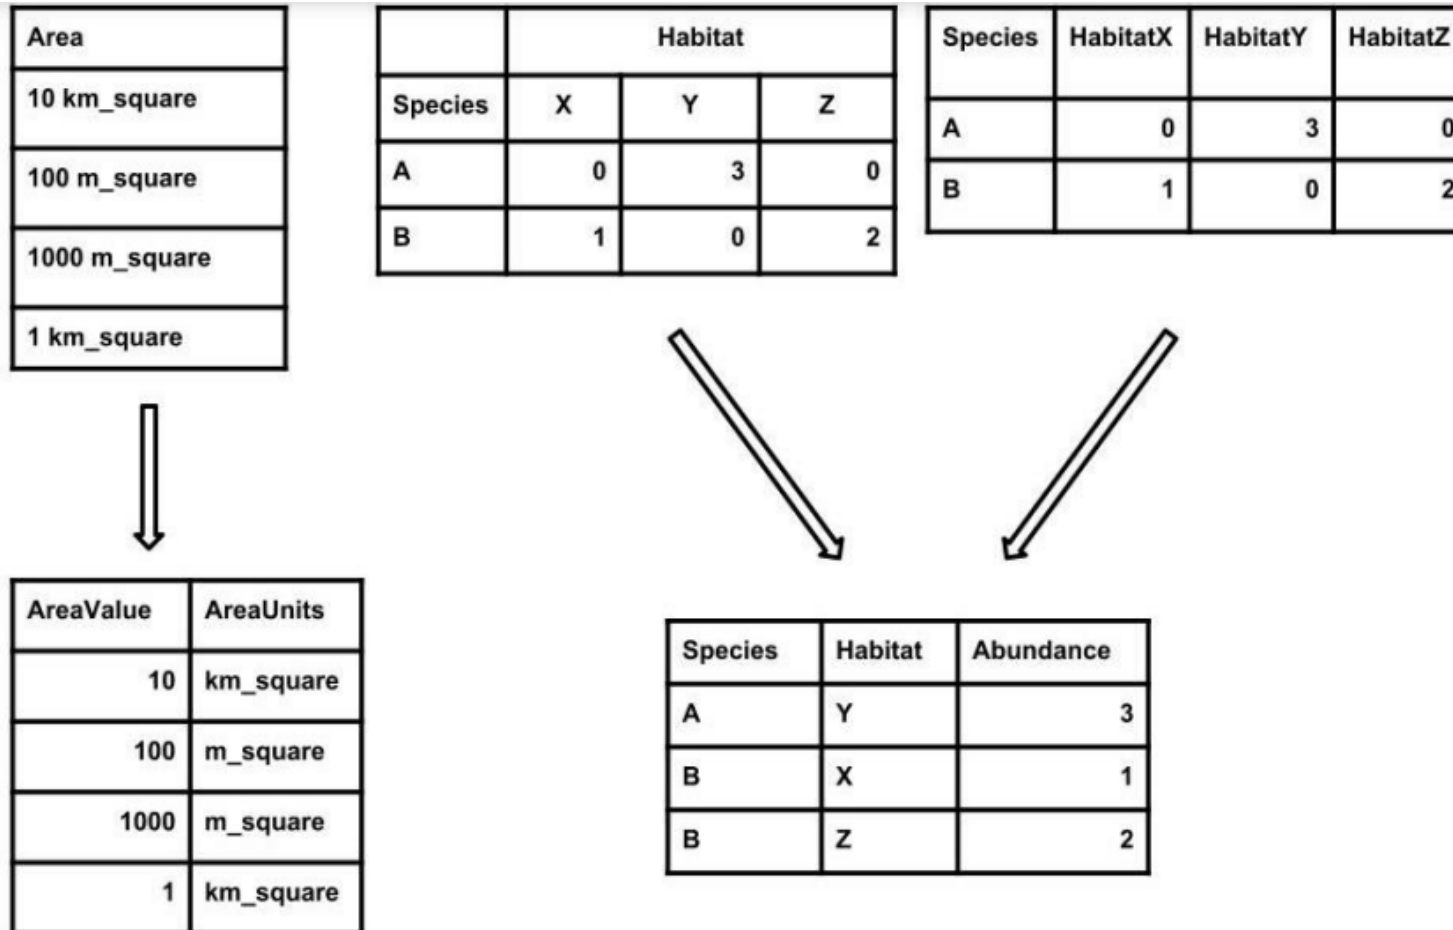 Area
10 km_square
100 m_square
1000 m_square
1 km_square
Habitat
Species X Y Z
A 0 3 0
B 1 0 2
Species HabitatX HabitatY HabitatZ
A 0 3 0
B 1 0 2
AreaValue AreaUnits
10 km_square
100 m_square
1000 m_square
1 km_square
Species Habitat Abundance
A Y 3
B X 1
B Z 2